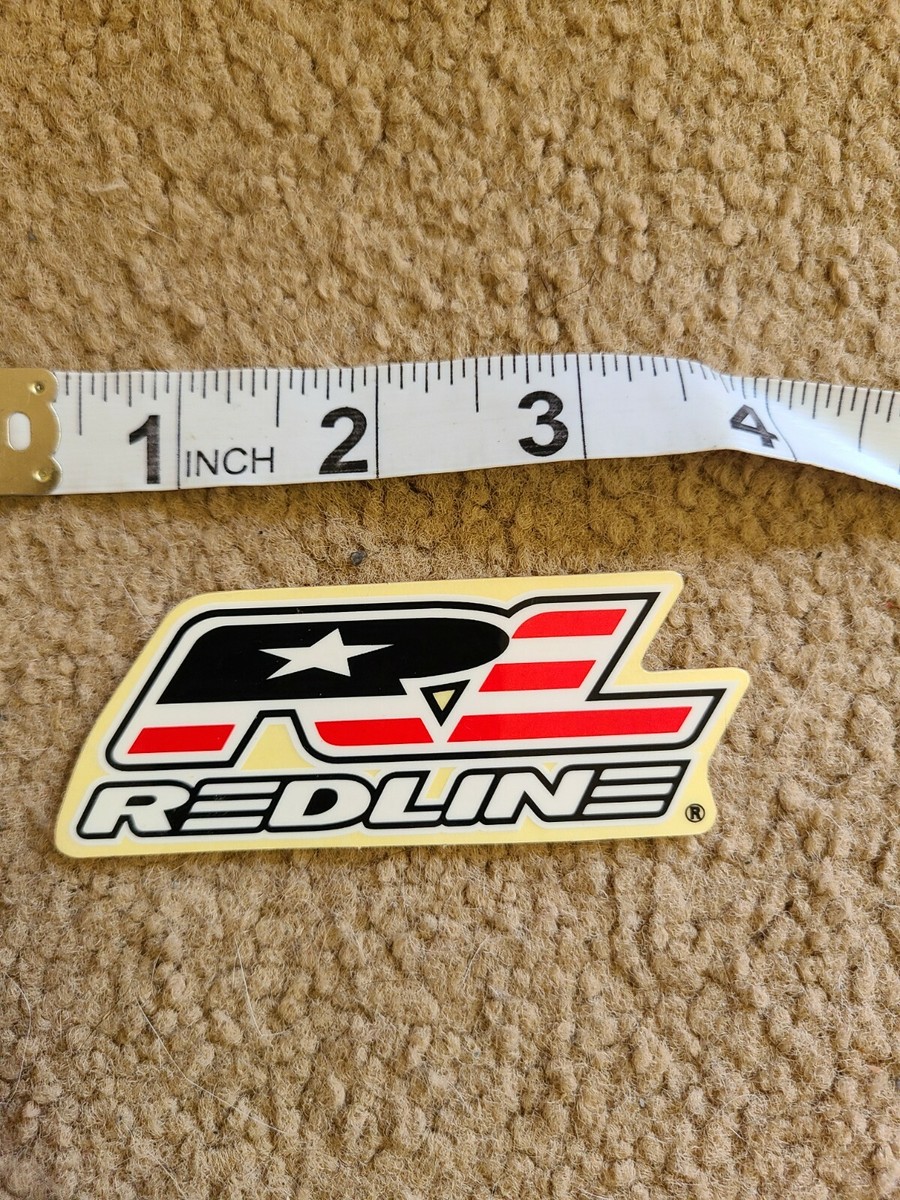 1 INCH 2 3 4
RL
REDLINE ®